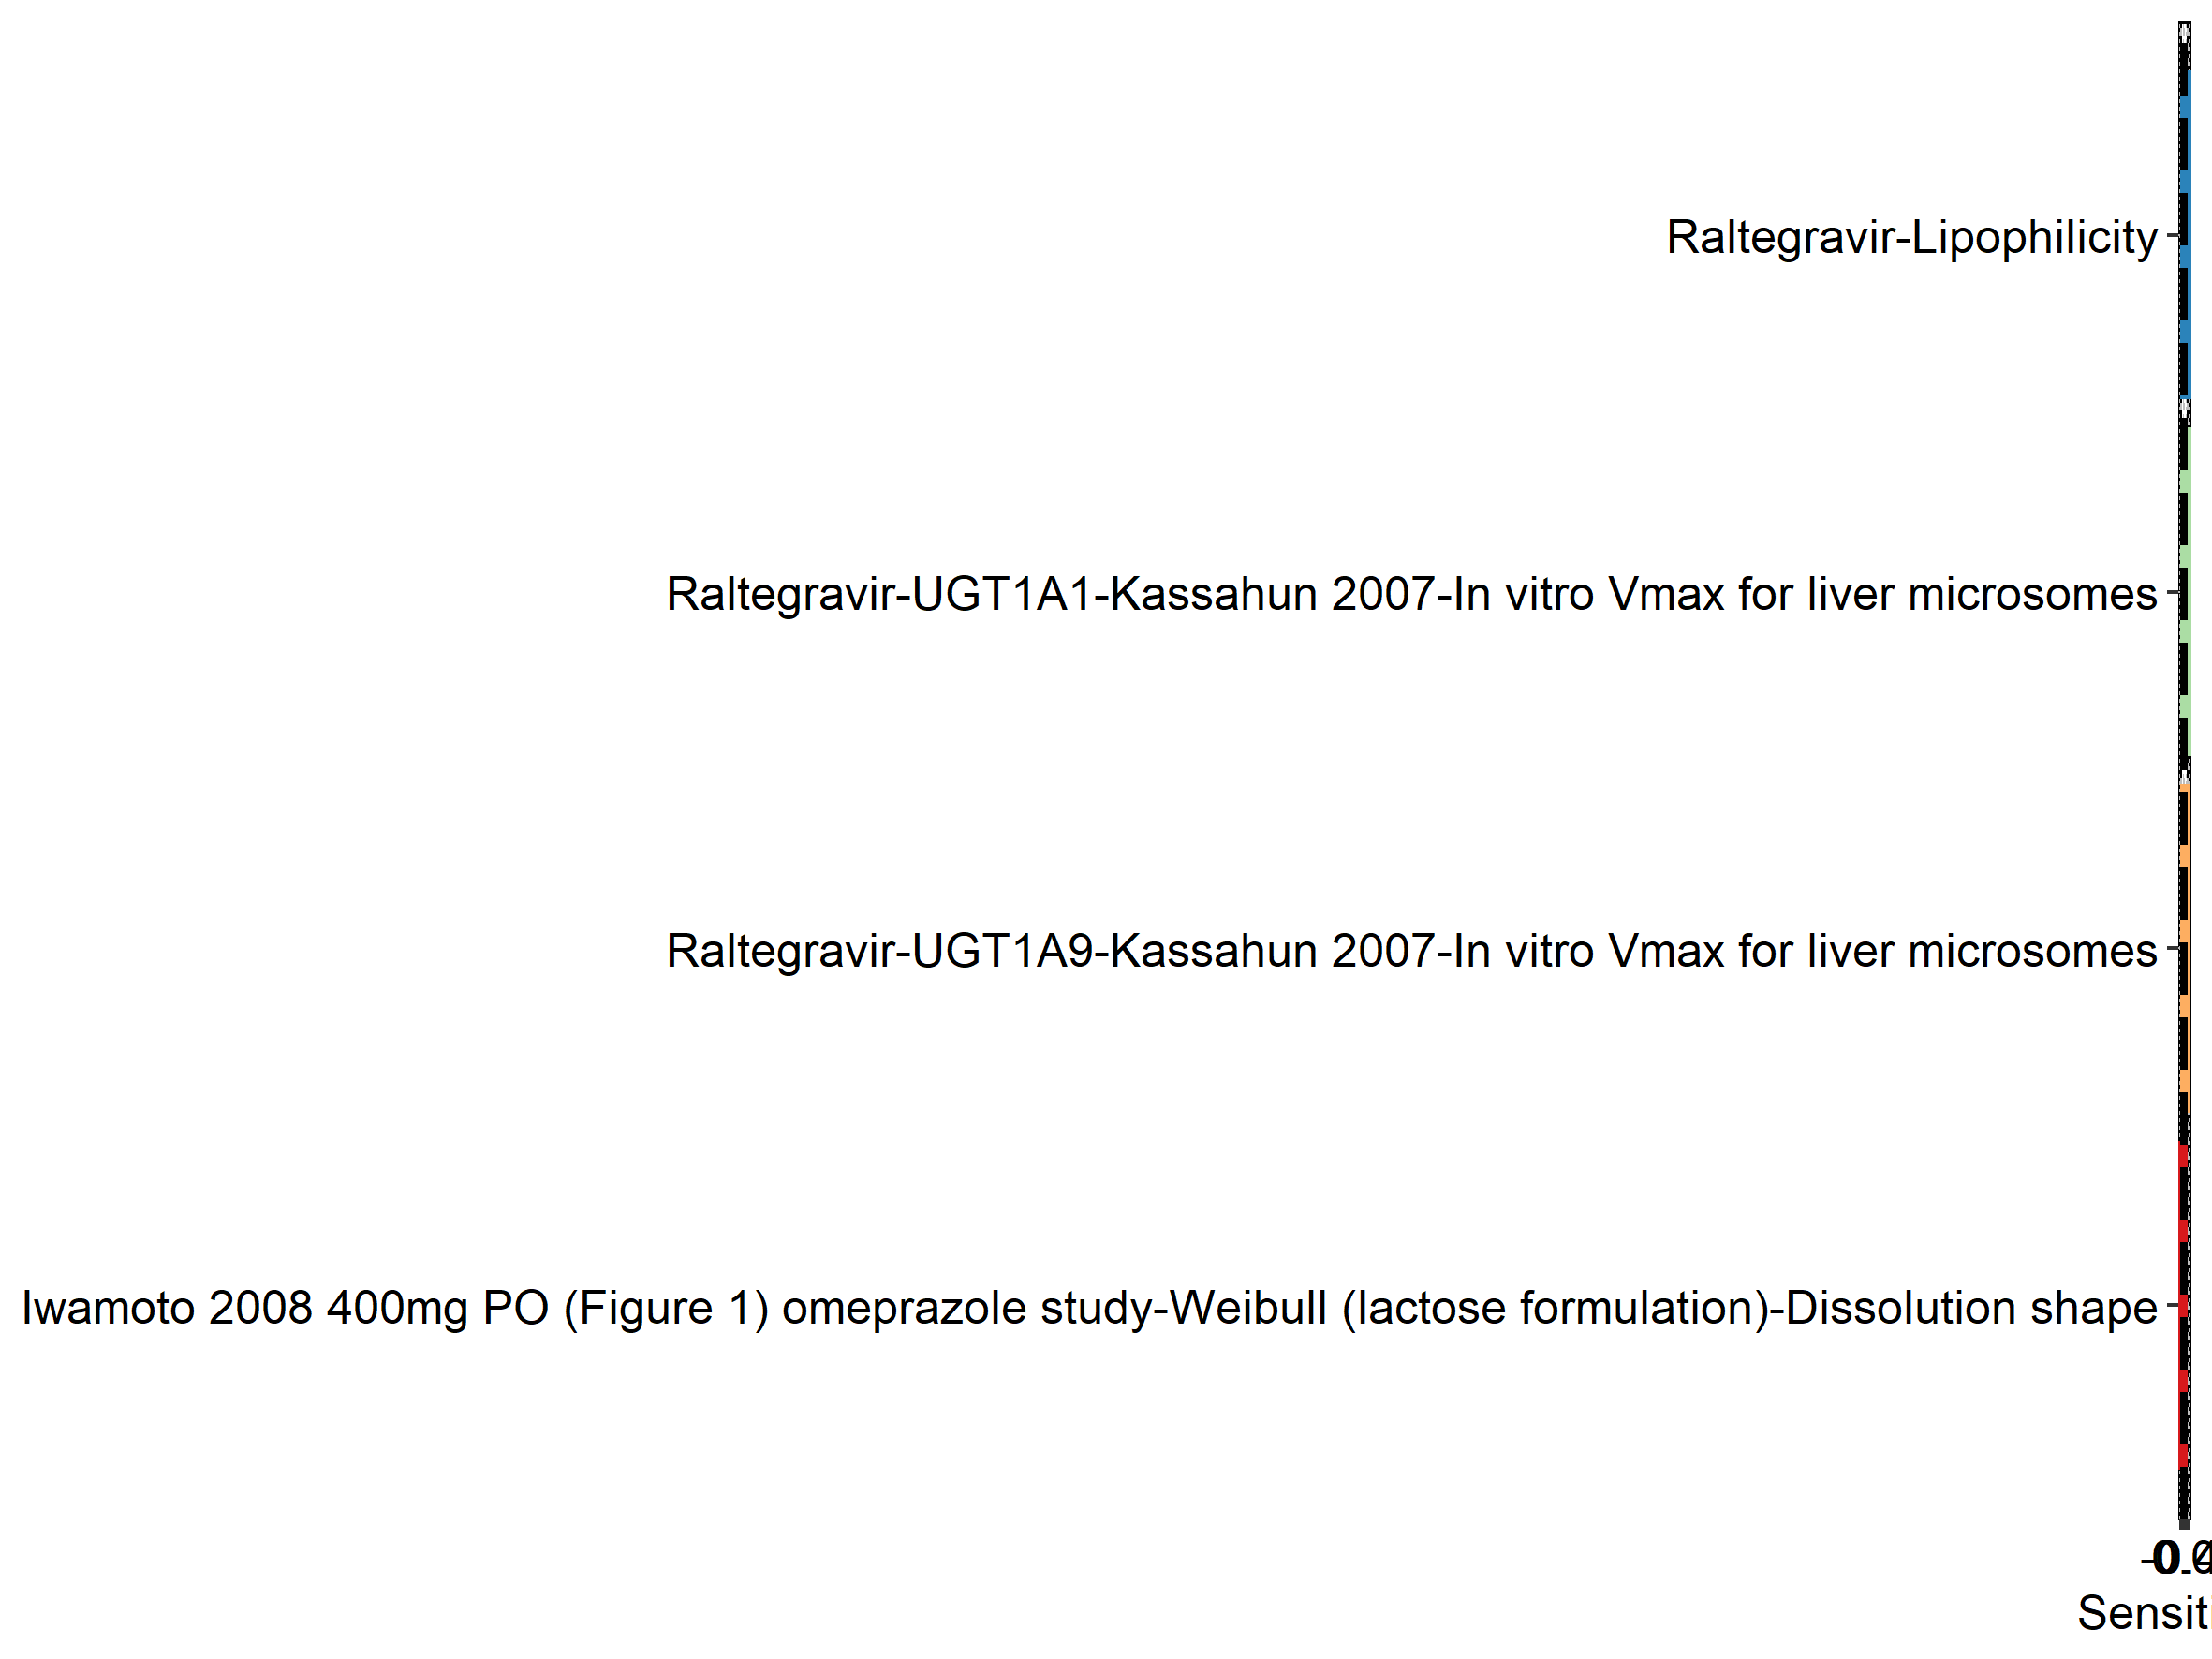 Raltegravir-Lipophilicity
Raltegravir-UGT1A1-Kassahun 2007-In vitro Vmax for liver microsomes
Raltegravir-UGT1A9-Kassahun 2007-In vitro Vmax for liver microsomes
Iwamoto 2008 400mg PO (Figure 1) omeprazole study-Weibull (lactose formulation)-Dissolution shape
Sensiti